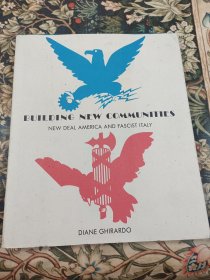 BUILDING NEW COMMUNITIES
NEW DEAL AMERICA AND FASCIST ITALY
DIANE GHIRARDO